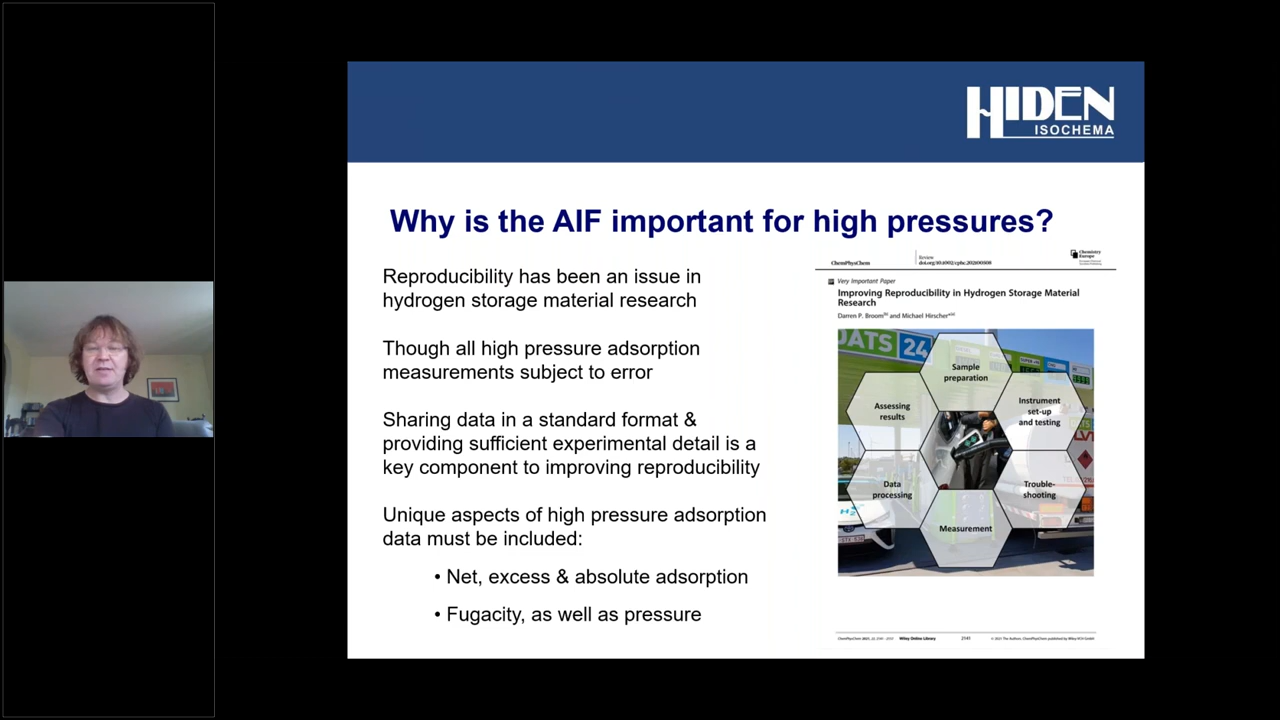 HIDEN
ISOCHEMA
Why is the AIF important for high pressures?
Reproducibility has been an issue in
hydrogen storage material research
Though all high pressure adsorption
measurements subject to error
Sharing data in a standard format &
providing sufficient experimental detail is a
key component to improving reproducibility
Unique aspects of high pressure adsorption
data must be included:
• Net, excess & absolute adsorption
• Fugacity, as well as pressure
ChemPhysChem
Review
Chemistry
Europe
Very Important Paper
Improving Reproducibility in Hydrogen Storage Material
Research
Darren P. Broom and Michael Hirscher
DATS 24
Sample
preparation
Assessing
results
Instrument
set-up
and testing
Data
processing
Trouble-
shooting
Measurement
H2
Wiley Online Library
2141